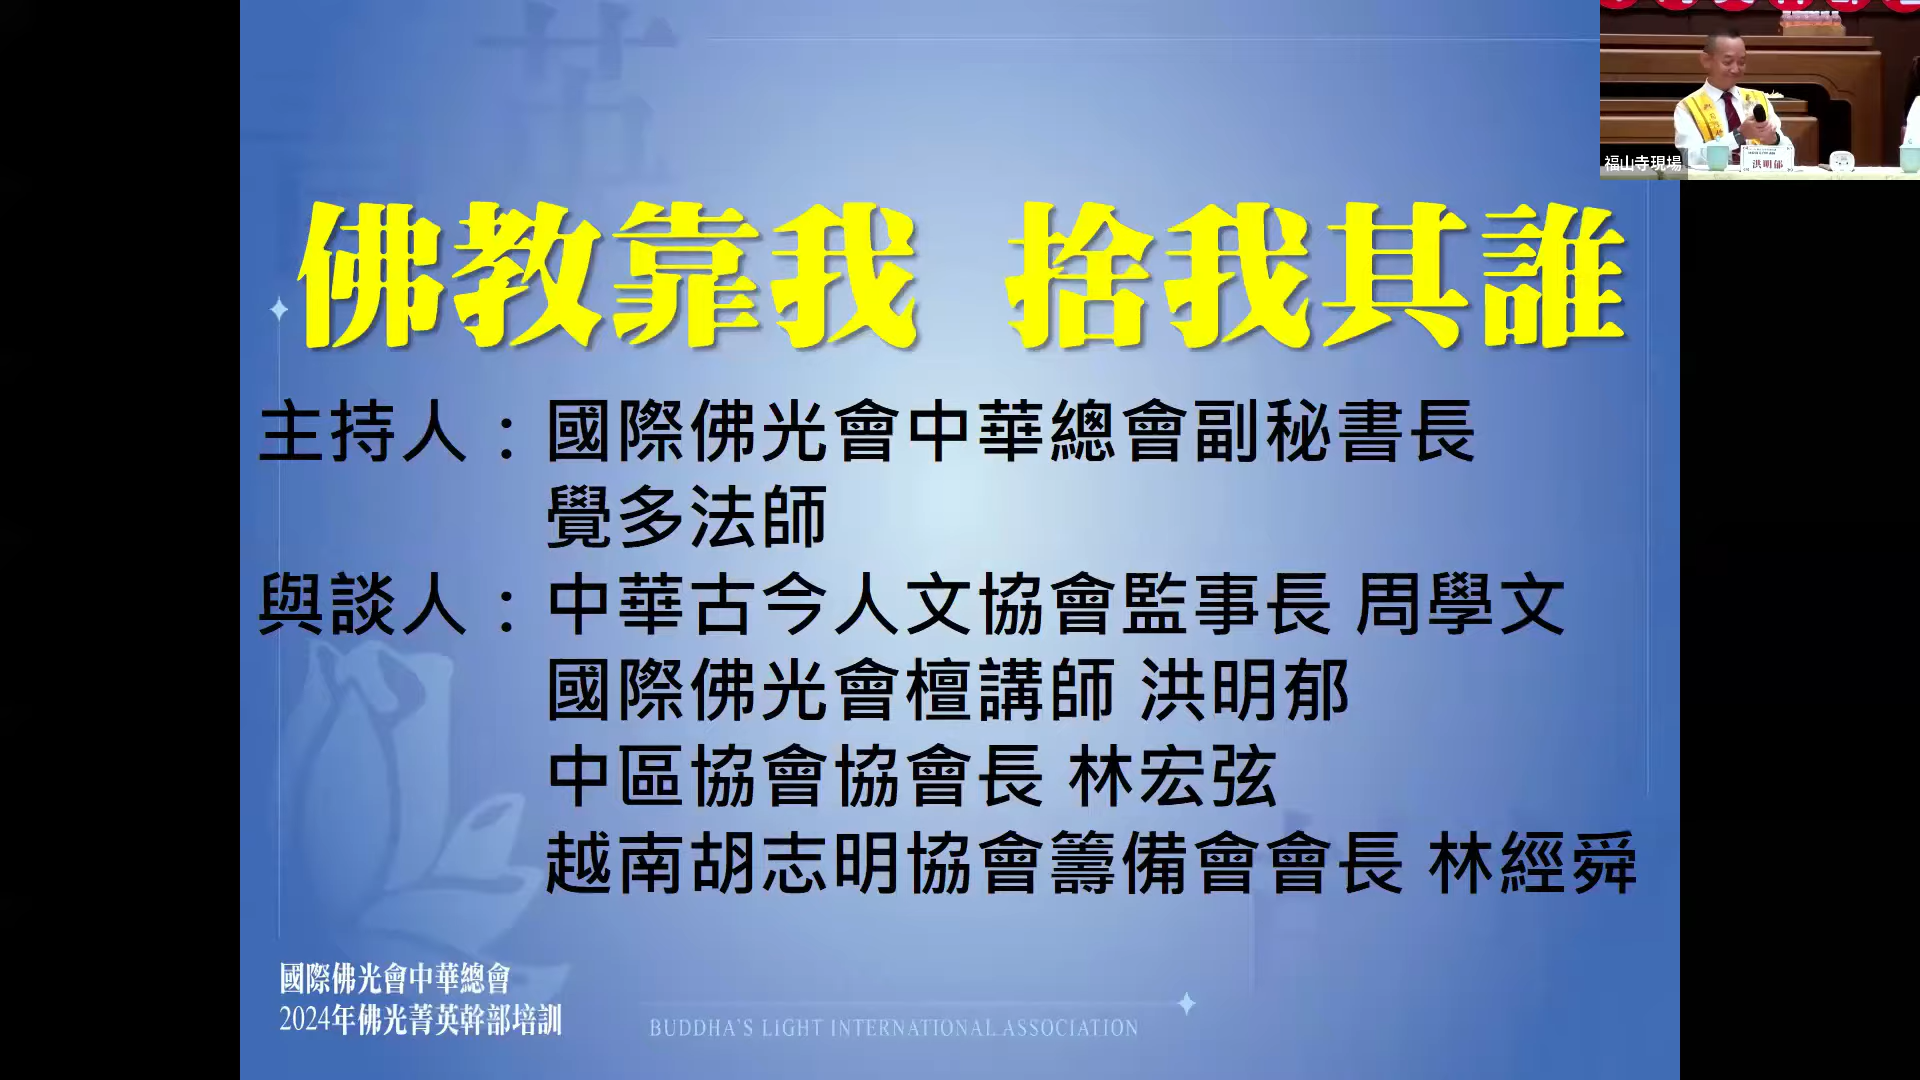 佛教靠我 捨我其誰
主持人：國際佛光會中華總會副秘書長
覺多法師
與談人：中華古今人文協會監事長 周學文
國際佛光會檀講師 洪明郁
中區協會協會長 林宏弦
越南胡志明協會籌備會會長 林經舜
國際佛光會中華總會
2024年佛光菁英幹部培訓
BUDDHA'S LIGHT INTERNATIONAL ASSOCIATION
福山寺現場
洪明郁